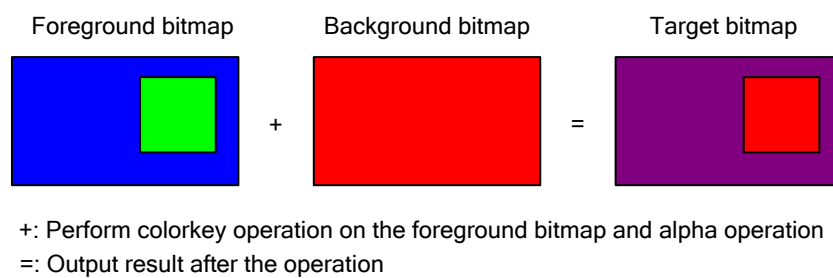 Foreground bitmap Background bitmap Target bitmap
+ =
+: Perform colorkey operation on the foreground bitmap and alpha operation
=: Output result after the operation